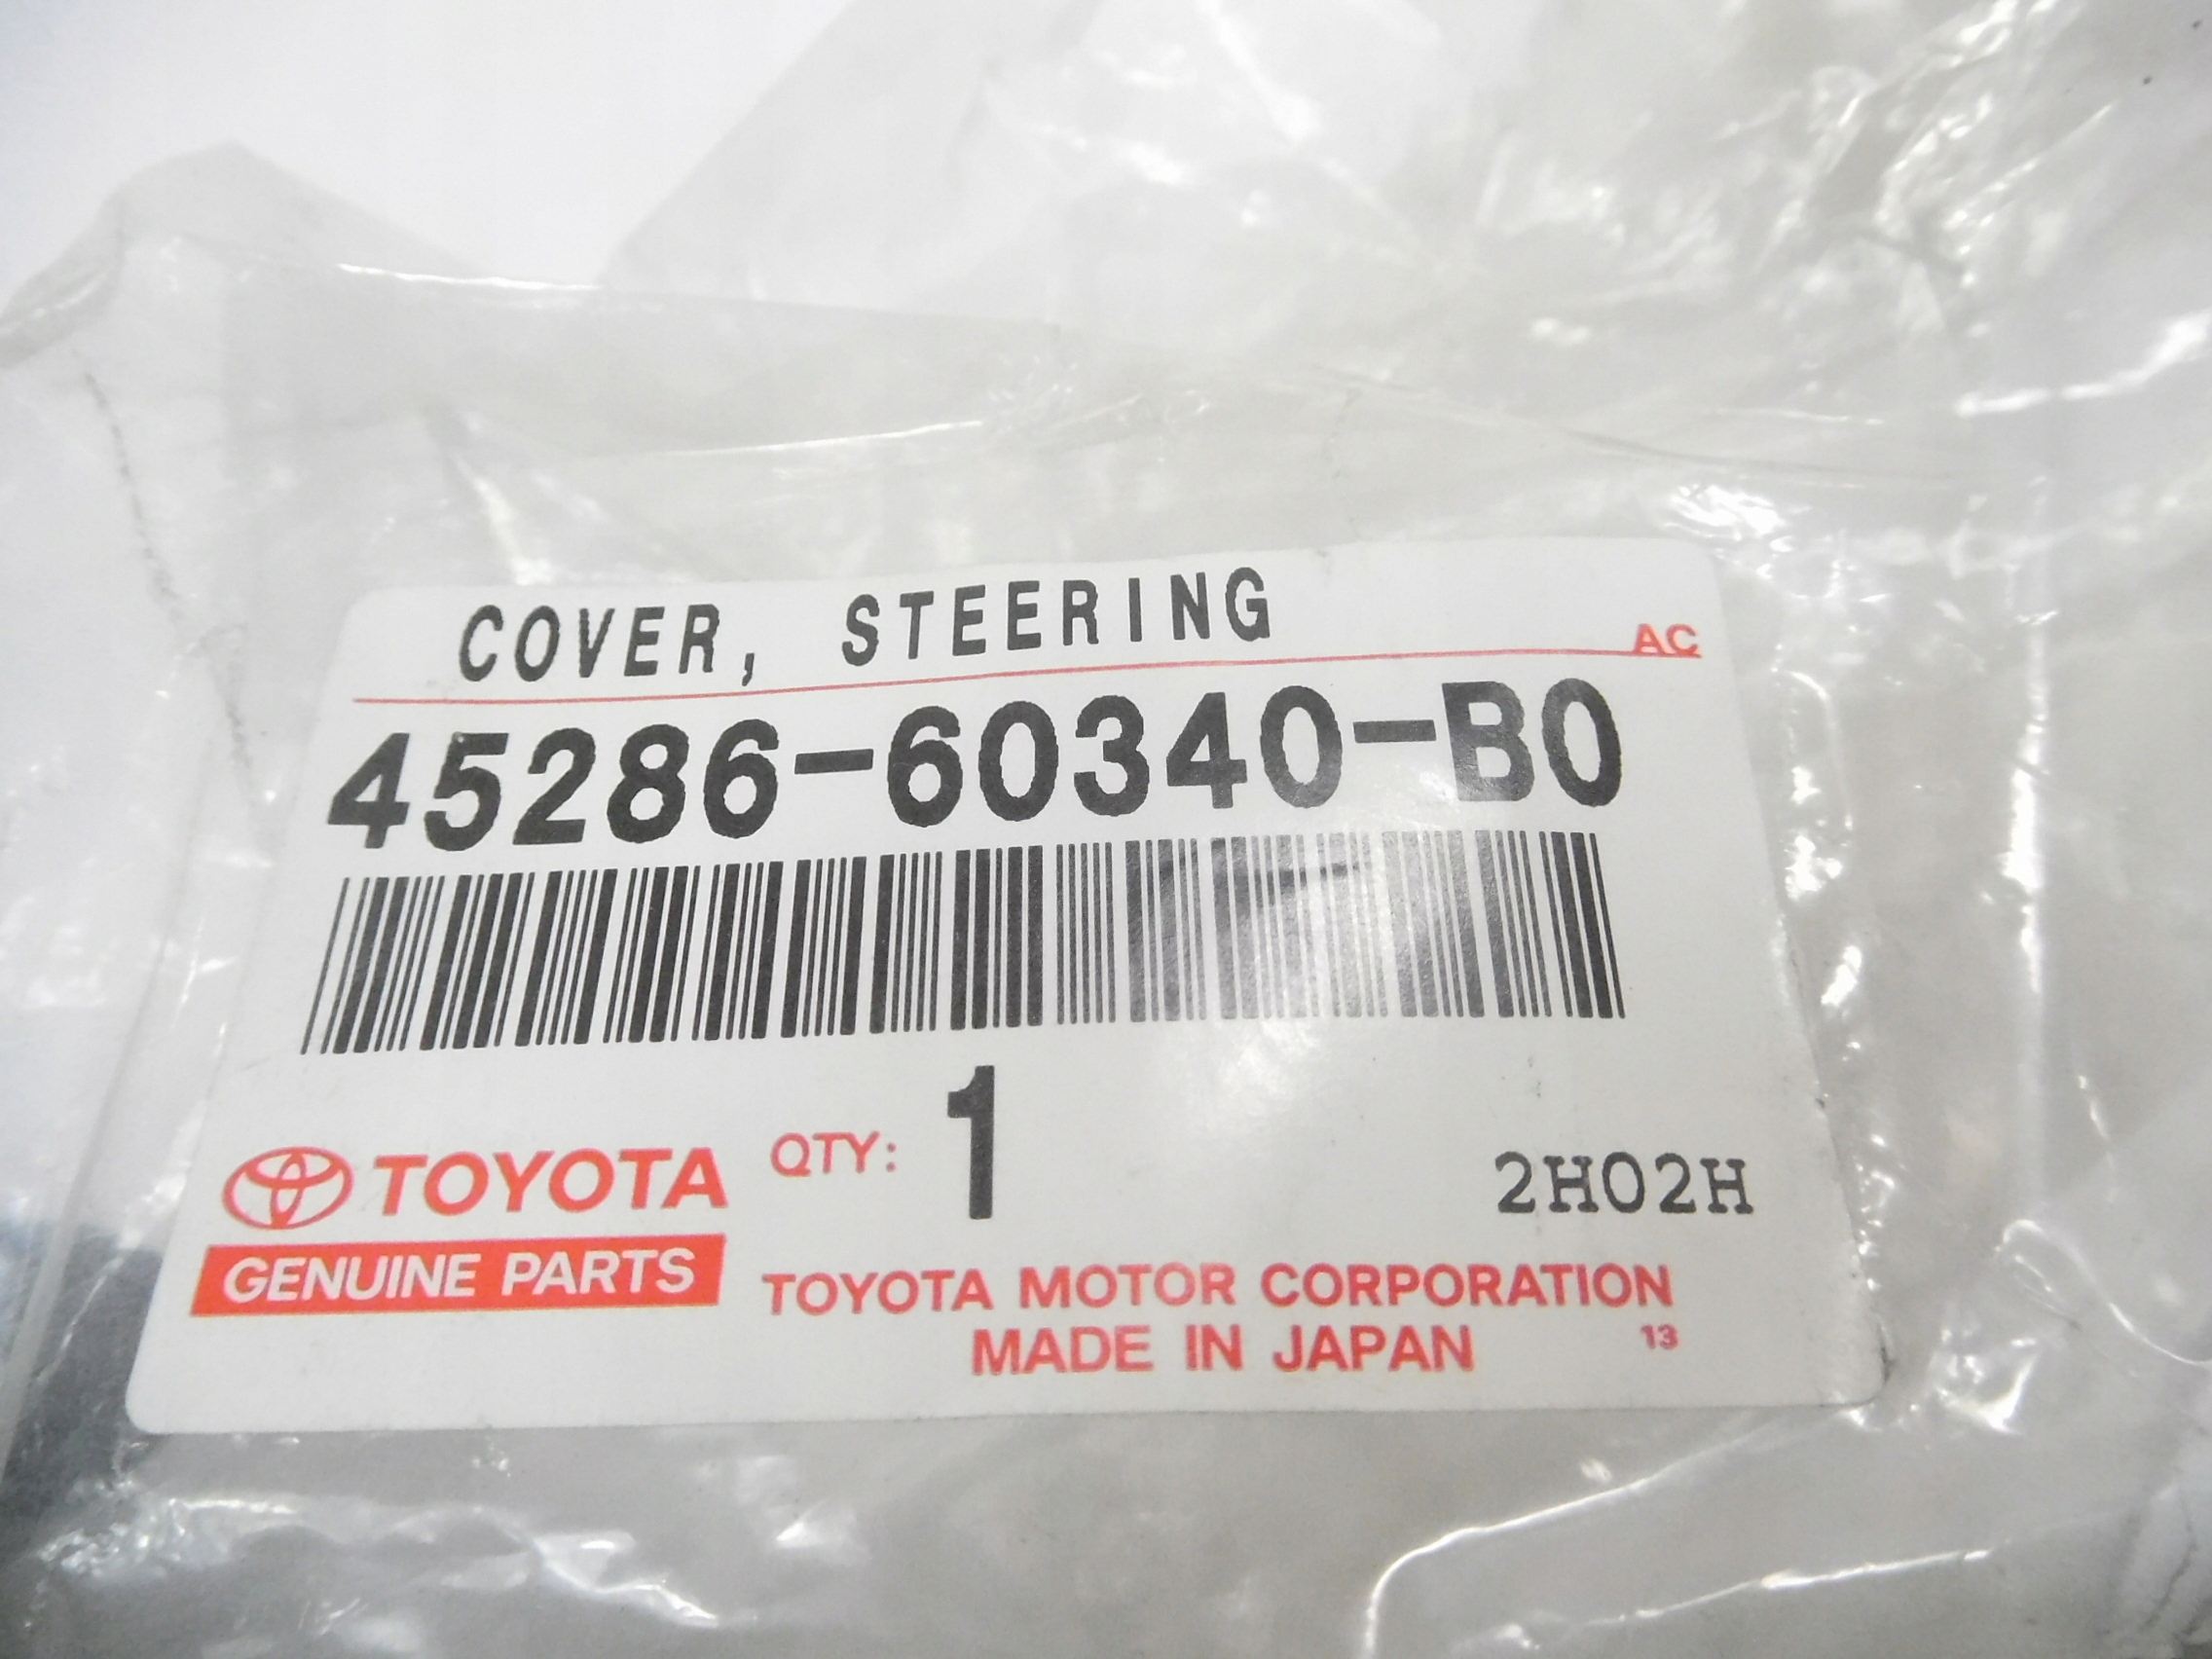 COVER, STEERING
AC
45286-60340-B0
TOYOTA QTY: 1 2H02H
GENUINE PARTS
TOYOTA MOTOR CORPORATION
MADE IN JAPAN 13